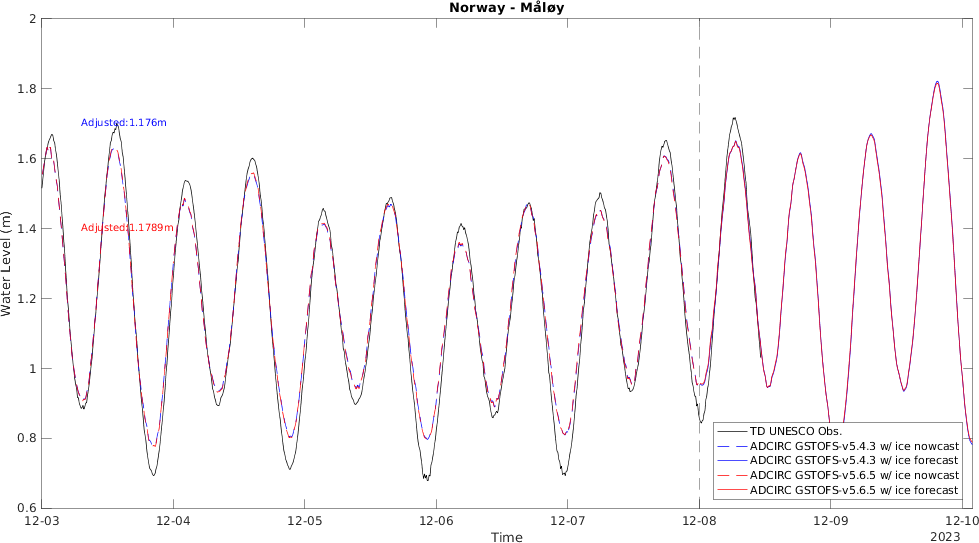 Norway - Måløy
2
1.8
1.6
1.4
1.2
1
0.8
0.6
Water Level (m)
Adjusted:1.176m
Adjusted:1.1789m
TD UNESCO Obs.
ADCIRC GSTOFS-v5.4.3 w/ ice nowcast
ADCIRC GSTOFS-v5.4.3 w/ ice forecast
ADCIRC GSTOFS-v5.6.5 w/ ice nowcast
ADCIRC GSTOFS-v5.6.5 w/ ice forecast
12-03 12-04 12-05 12-06 12-07 12-08 12-09 12-10
Time
2023